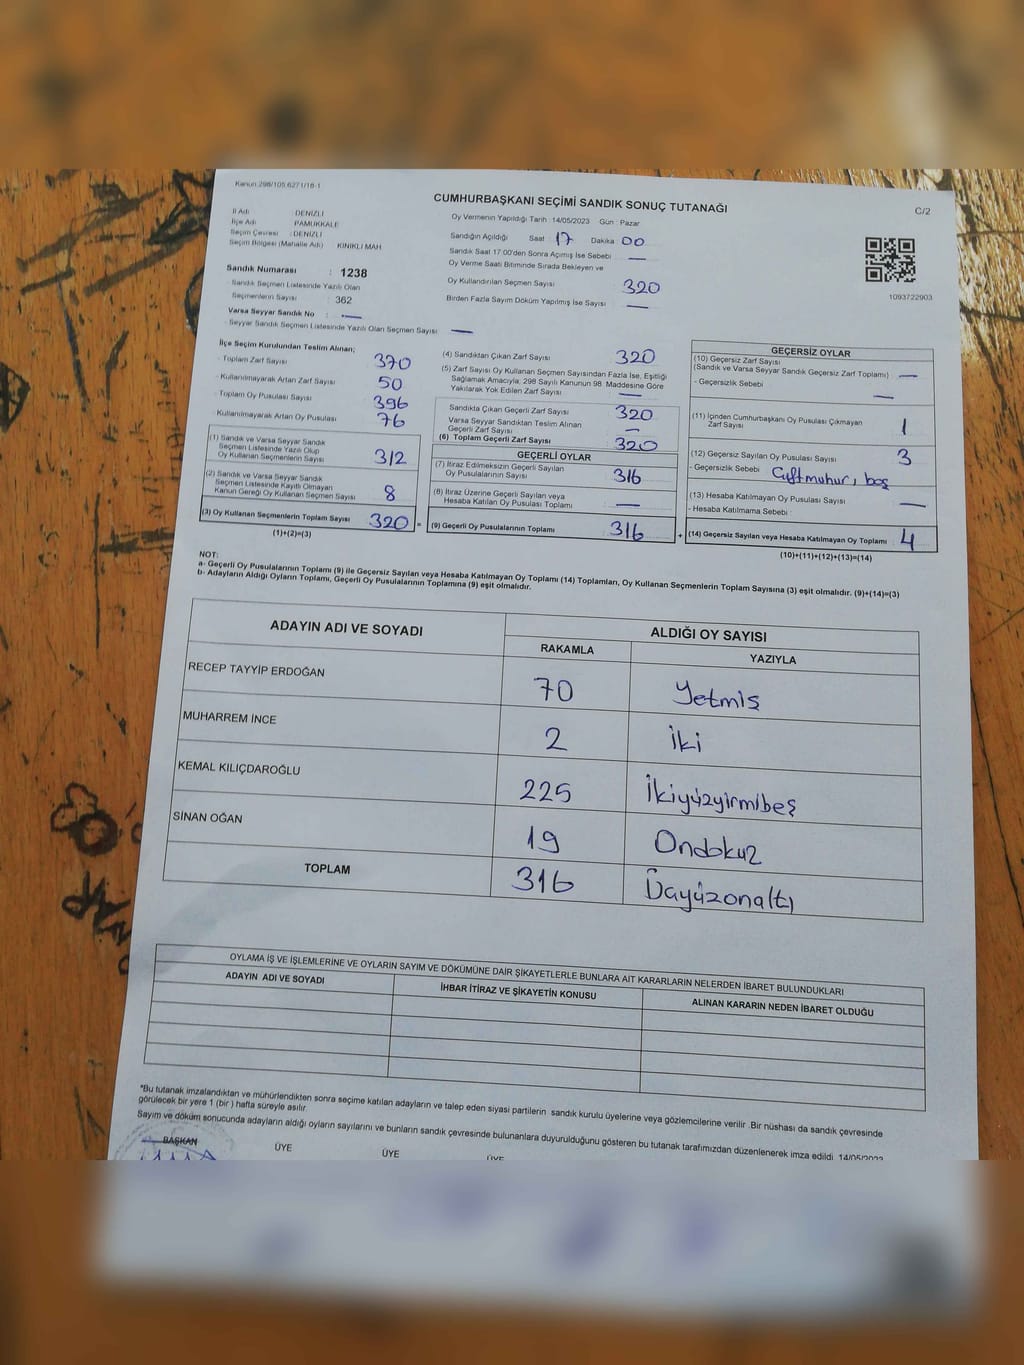 Kanun 298/105,6271/16-1
CUMHURBAŞKANI SEÇİMİ SANDIK SONUÇ TUTANAĞI
C/2
İl Adı : DENİZLİ
İlçe Adı : PAMUKKALE
Seçim Çevresi : DENİZLİ
Seçim Bölgesi (Mahalle Adı) KINIKLI MAH
Oy Vermenin Yapıldığı Tarih :14/05/2023 Gün : Pazar
Sandığın Açıldığı Saat : 17 Dakika 00
Sandık Saat 17:00'den Sonra Açımış İse Sebebi —
Oy Verme Saati Bitiminde Sırada Bekleyen ve
Oy Kullandırılan Seçmen Sayısı 320
Birden Fazla Sayım Döküm Yapılmış İse Sayısı —
1093722903
Sandık Numarası : 1238
Sandık Seçmen Listesinde Yazılı Olan
Seçmenlerin Sayısı : 362
Varsa Seyyar Sandık No : —
- Seyyar Sandık Seçmen Listesinde Yazılı Olan Seçmen Sayısı —
İlçe Seçim Kurulundan Teslim Alınan;
- Toplam Zarf Sayısı 370
- Kullanılmayarak Artan Zarf Sayısı 50
- Toplam Oy Pusulası Sayısı 396
- Kullanılmayarak Artan Oy Pusulası 76
(1) Sandık ve Varsa Seyyar Sandık
Seçmen Listesinde Yazılı Olup
Oy Kullanan Seçmenlerin Sayısı 312
(2) Sandık ve Varsa Seyyar Sandık
Seçmen Listesinde Kayıtlı Olmayan
Kanun Gereği Oy Kullanan Seçmen Sayısı 8
(3) Oy Kullanan Seçmenlerin Toplam Sayısı 320 =
(1)+(2)=(3)
(4) Sandıktan Çıkan Zarf Sayısı 320
(5) Zarf Sayısı Oy Kullanan Seçmen Sayısından Fazla İse, Eşitliği
Sağlamak Amacıyla; 298 Sayılı Kanunun 98. Maddesine Göre
Yakılarak Yok Edilen Zarf Sayısı —
Sandıkta Çıkan Geçerli Zarf Sayısı 320
Varsa Seyyar Sandıktan Teslim Alınan
Geçerli Zarf Sayısı —
(6) Toplam Geçerli Zarf Sayısı 320
GEÇERLİ OYLAR
(7) İtiraz Edilmeksizin Geçerli Sayılan
Oy Pusulalarının Sayısı 316
(8) İtiraz Üzerine Geçerli Sayılan veya
Hesaba Katılan Oy Pusulası Toplamı —
(9) Geçerli Oy Pusulalarının Toplamı 316 +
GEÇERSİZ OYLAR
(10) Geçersiz Zarf Sayısı
(Sandık ve Varsa Seyyar Sandık Geçersiz Zarf Toplamı) —
- Geçersizlik Sebebi —
(11) İçinden Cumhurbaşkanı Oy Pusulası Çıkmayan
Zarf Sayısı 1
(12) Geçersiz Sayılan Oy Pusulası Sayısı 3
- Geçersizlik Sebebi Çiftmühür, boş
(13) Hesaba Katılmayan Oy Pusulası Sayısı —
- Hesaba Katılmama Sebebi :
(14) Geçersiz Sayılan veya Hesaba Katılmayan Oy Toplamı 4
(10)+(11)+(12)+(13)=(14)
NOT:
a- Geçerli Oy Pusulalarının Toplamı (9) ile Geçersiz Sayılan veya Hesaba Katılmayan Oy Toplamı (14) Toplamları, Oy Kullanan Seçmenlerin Toplam Sayısına (3) eşit olmalıdır. (9)+(14)=(3)
b- Adayların Aldığı Oyların Toplamı, Geçerli Oy Pusulalarının Toplamına (9) eşit olmalıdır.
ADAYIN ADI VE SOYADI
ALDIĞI OY SAYISI
RAKAMLA YAZIYLA
RECEP TAYYİP ERDOĞAN 70 Yetmiş
MUHARREM İNCE 2 İki
KEMAL KILIÇDAROĞLU 225 İkiyüzyirmibeş
SİNAN OĞAN 19 Ondokuz
TOPLAM 316 Üçyüzonaltı
OYLAMA İŞ VE İŞLEMLERİNE VE OYLARIN SAYIM VE DÖKÜMÜNE DAİR ŞİKAYETLERLE BUNLARA AİT KARARLARIN NELERDEN İBARET BULUNDUKLARI
ADAYIN ADI VE SOYADI İHBAR İTİRAZ VE ŞİKAYETİN KONUSU ALINAN KARARIN NEDEN İBARET OLDUĞU
*Bu tutanak imzalandıktan ve mühürlendikten sonra seçime katılan adayların ve talep eden siyasi partilerin sandık kurulu üyelerine veya gözlemcilerine verilir .Bir nüshası da sandık çevresinde
görülecek bir yere 1 (bir) hafta süreyle asılır.
Sayım ve döküm sonucunda adayların aldığı oyların sayılarını ve bunların sandık çevresinde bulunanlara duyurulduğunu gösteren bu tutanak tarafımızdan düzenlenerek imza edildi. 14/05/2023
BAŞKAN ÜYE ÜYE ÜYE